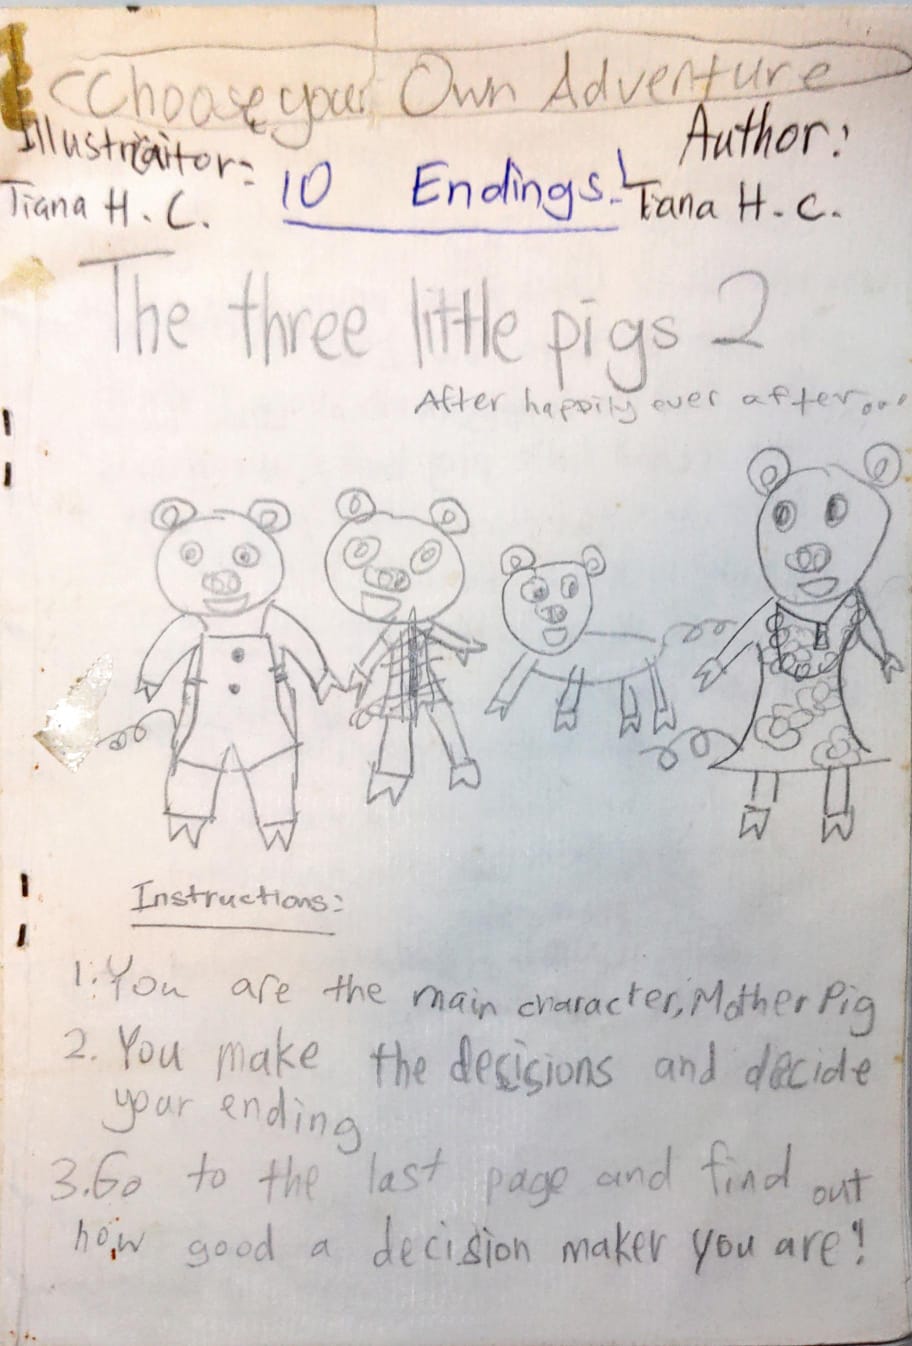 Choose your Own Adventure
Illustraitor:
Tiana H. C.
10 Endings!
Author:
Tiana H. C.
The three little pigs 2
After happily ever after...
Instructions:
1. You are the main character, Mother Pig
2. You make the decisions and decide
your ending
3. Go to the last page and find out
how good a decision maker you are!